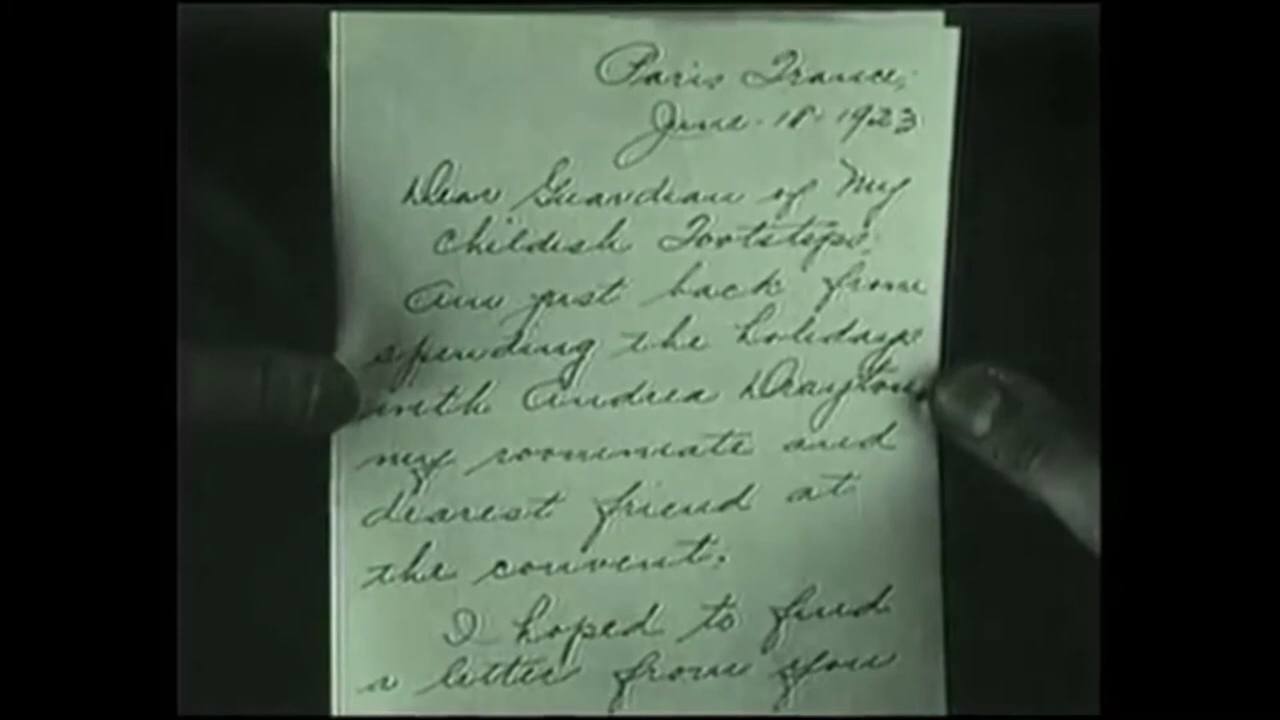 Paris France,
June - 18 - 1923
Dear Guardian of My
Childish Footsteps:
Am just back from
spending the holidays
with Andrea Drayton,
my roommate and
dearest friend at
the convent.
I hoped to find
a letter from you